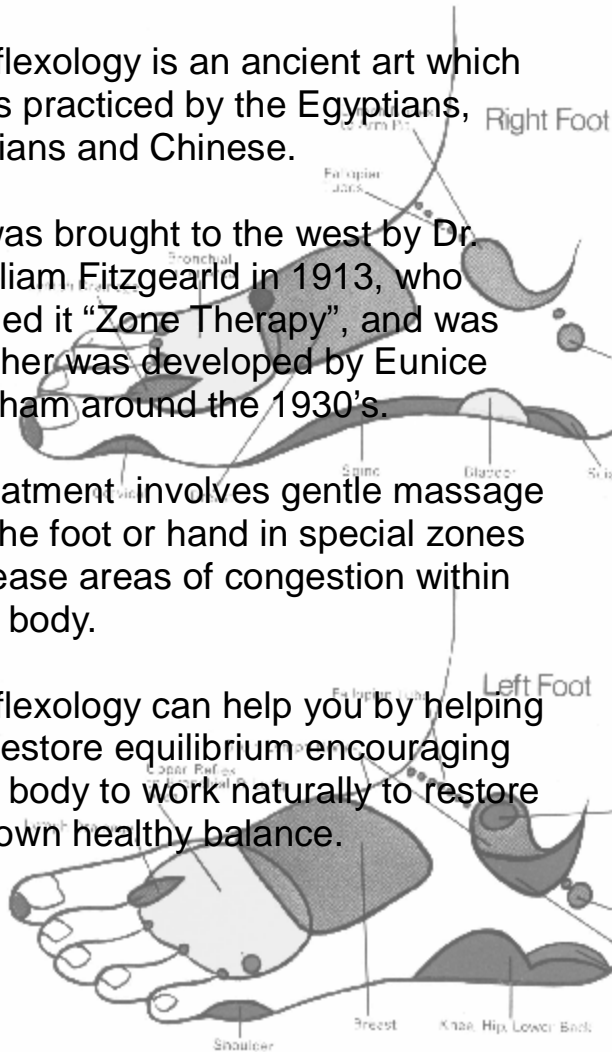 flexology is an ancient art which
s practiced by the Egyptians,
ians and Chinese.
Right Foot
Fallopian
Tubes
was brought to the west by Dr.
liam Fitzgearld in 1913, who
Bronchial
ed it “Zone Therapy”, and was
her was developed by Eunice
ham around the 1930’s.
Spine
Bladder
atment involves gentle massage
he foot or hand in special zones
ease areas of congestion within
body.
Left Foot
flexology can help you by helping
estore equilibrium encouraging
body to work naturally to restore
own healthy balance.
Breast
Knee, Hip, Lower Back
Shoulder